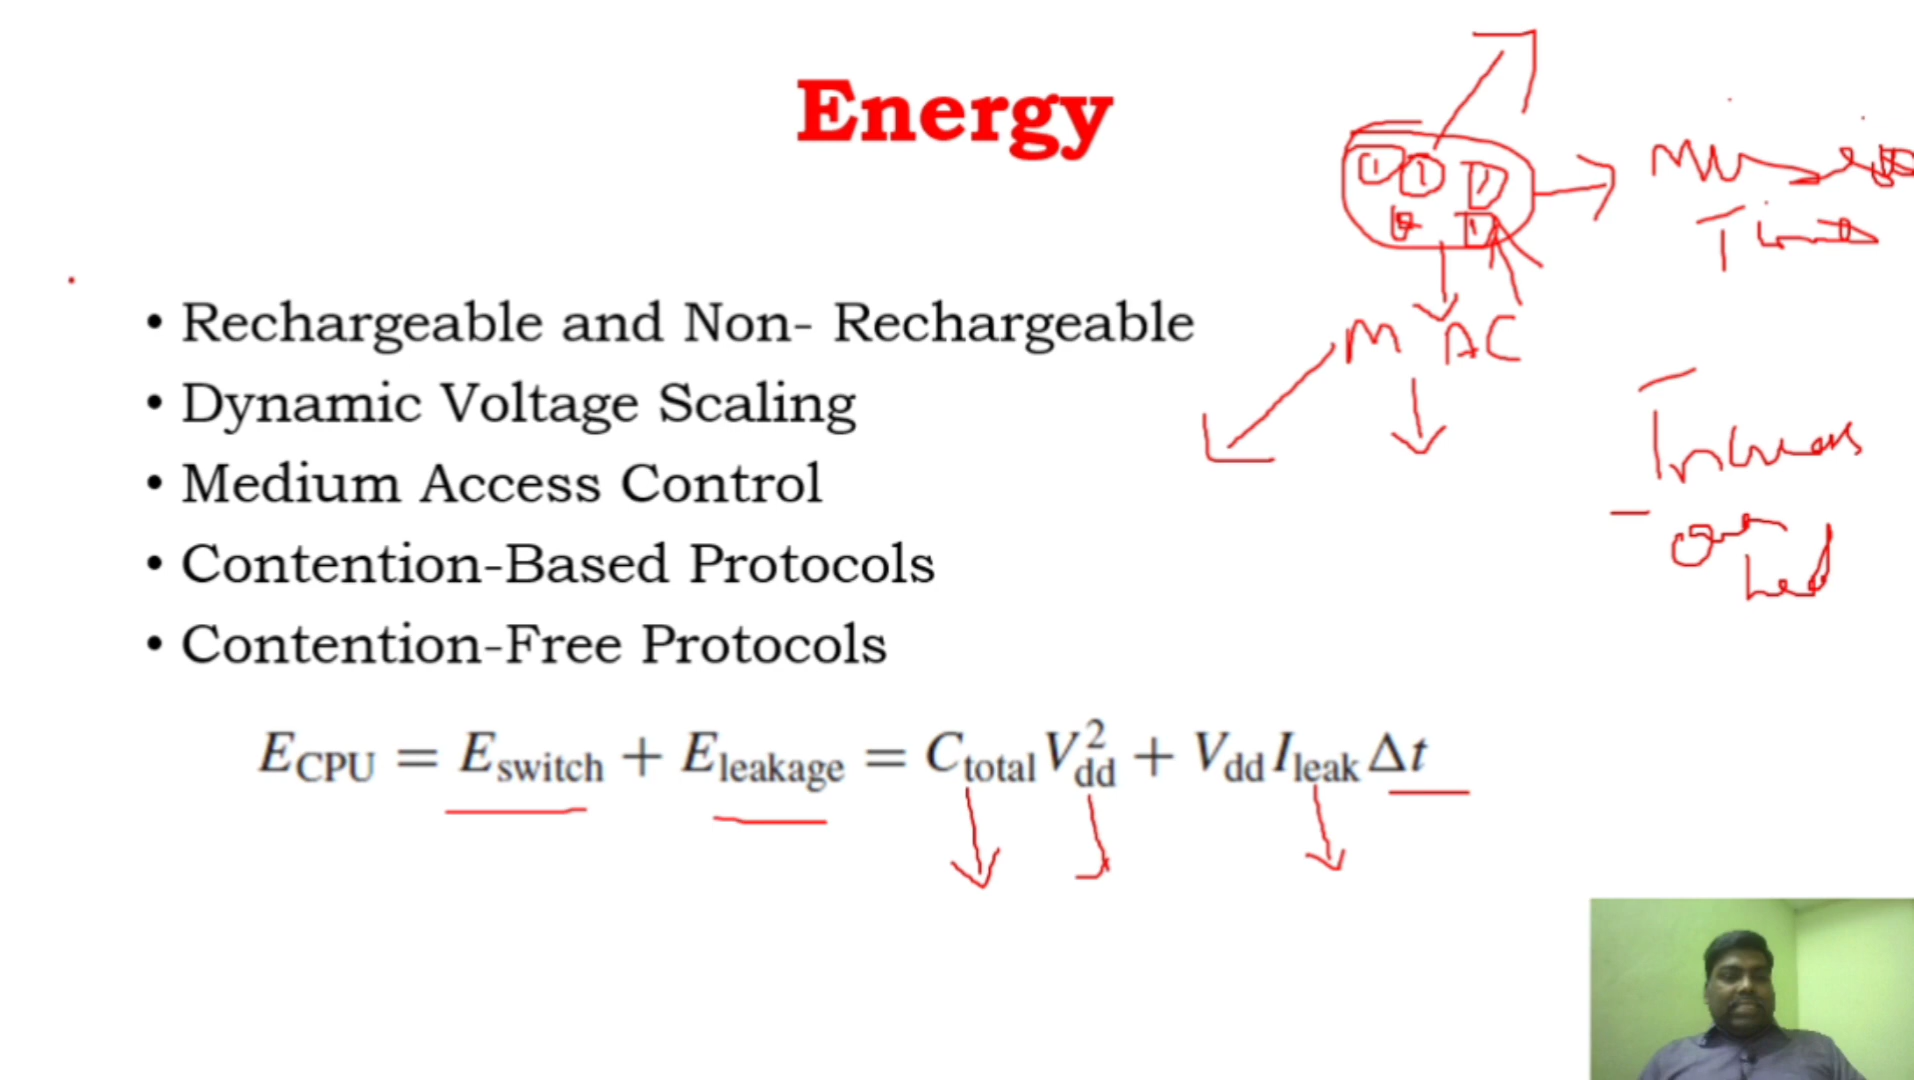 Energy
• Rechargeable and Non- Rechargeable
• Dynamic Voltage Scaling
• Medium Access Control
• Contention-Based Protocols
• Contention-Free Protocols
E_CPU = E_switch + E_leakage = C_total V_dd^2 + V_dd I_leak Δt
MAC